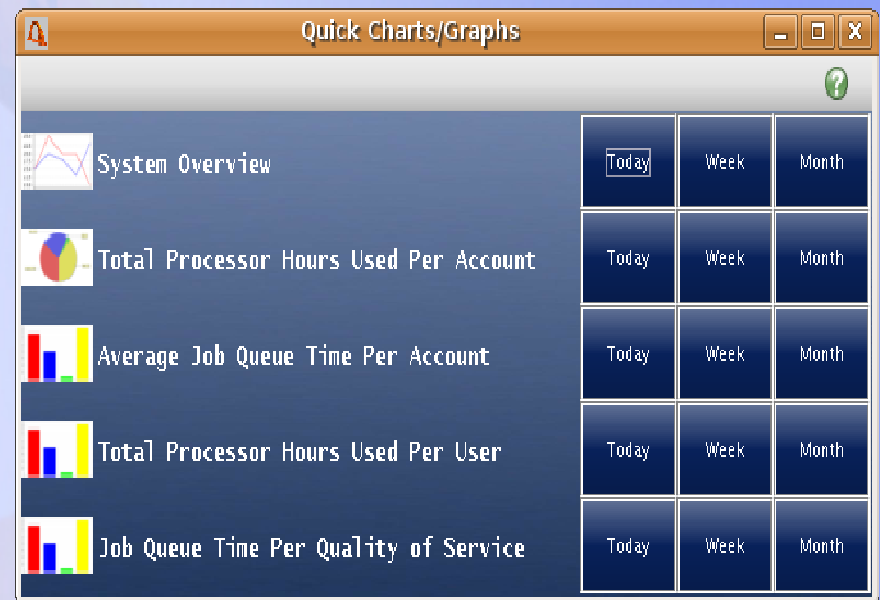 Quick Charts/Graphs
?
System Overview Today Week Month
Total Processor Hours Used Per Account Today Week Month
Average Job Queue Time Per Account Today Week Month
Total Processor Hours Used Per User Today Week Month
Job Queue Time Per Quality of Service Today Week Month